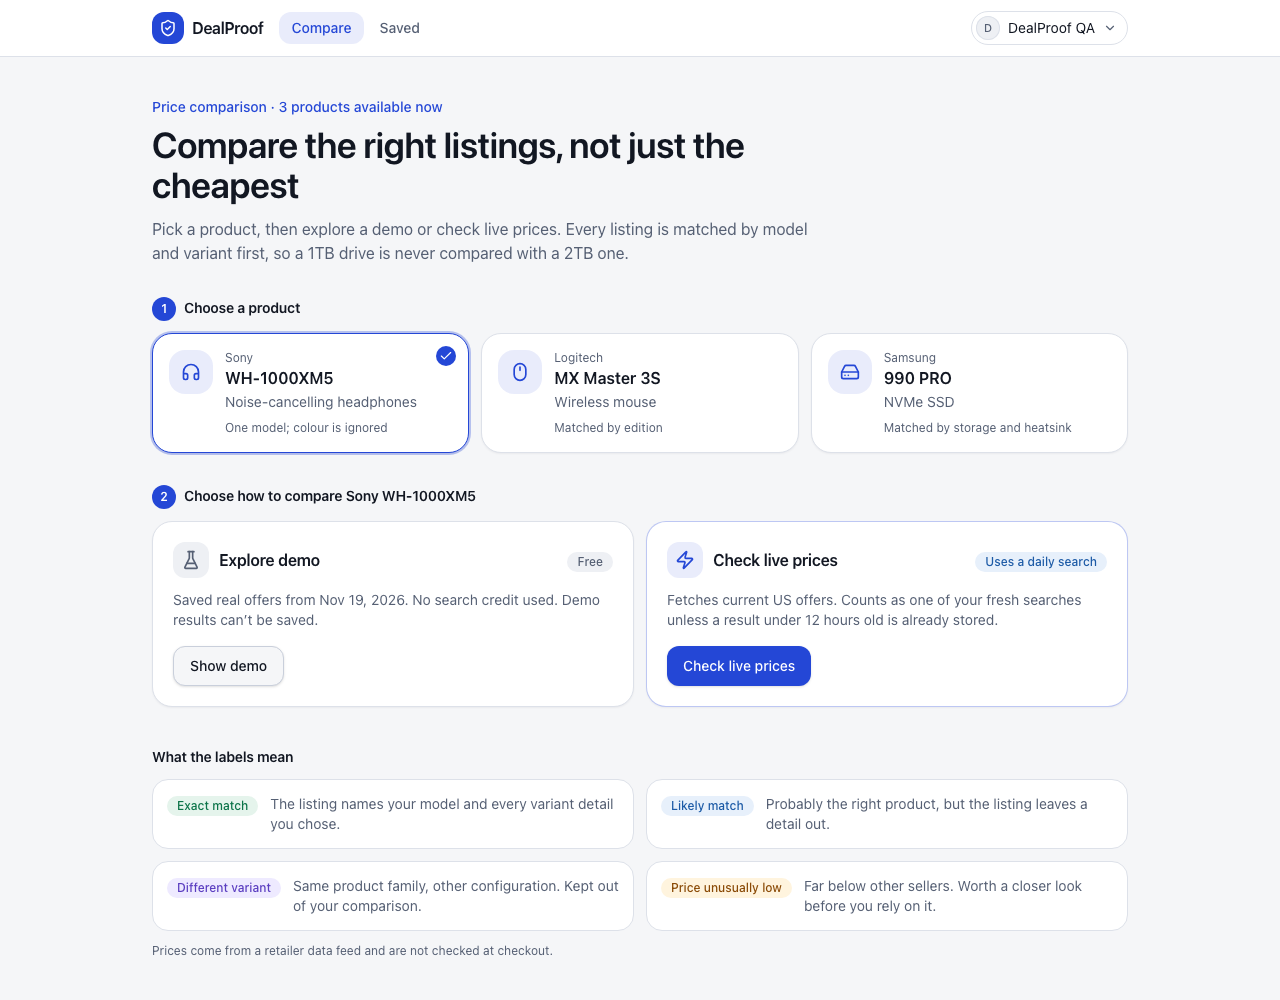 DealProof
Compare
Saved
D
DealProof QA
Price comparison · 3 products available now
Compare the right listings, not just the
cheapest
Pick a product, then explore a demo or check live prices. Every listing is matched by model
and variant first, so a 1TB drive is never compared with a 2TB one.
1
Choose a product
Sony
WH-1000XM5
Noise-cancelling headphones
One model; colour is ignored
Logitech
MX Master 3S
Wireless mouse
Matched by edition
Samsung
990 PRO
NVMe SSD
Matched by storage and heatsink
2
Choose how to compare Sony WH-1000XM5
Explore demo
Free
Saved real offers from Nov 19, 2026. No search credit used. Demo
results can’t be saved.
Show demo
Check live prices
Uses a daily search
Fetches current US offers. Counts as one of your fresh searches
unless a result under 12 hours old is already stored.
Check live prices
What the labels mean
Exact match
The listing names your model and every variant detail
you chose.
Likely match
Probably the right product, but the listing leaves a
detail out.
Different variant
Same product family, other configuration. Kept out
of your comparison.
Price unusually low
Far below other sellers. Worth a closer look
before you rely on it.
Prices come from a retailer data feed and are not checked at checkout.